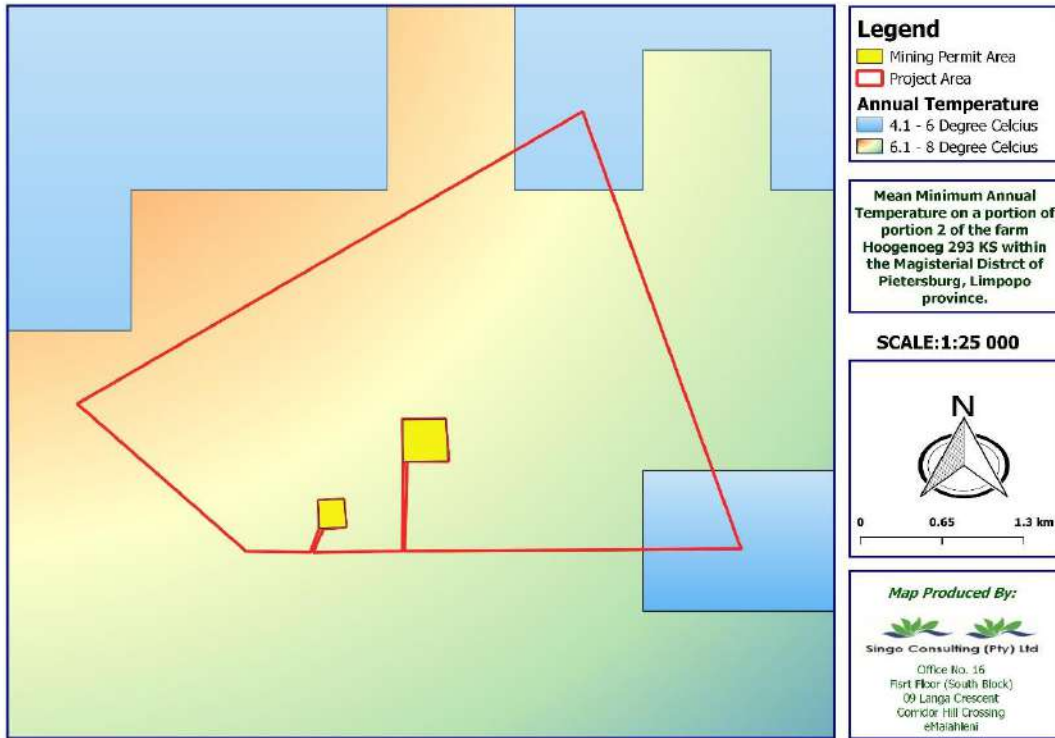 Legend
Mining Permit Area
Project Area
Annual Temperature
4.1 - 6 Degree Celcius
6.1 - 8 Degree Celcius
Mean Minimum Annual
Temperature on a portion of
portion 2 of the farm
Hoogenoeg 293 KS within
the Magisterial Distrct of
Pietersburg, Limpopo
province.
SCALE:1:25 000
N
0 0.65 1.3 km
Map Produced By:
Singo Consulting (Pty) Ltd
Office No. 16
Fisrt Floor (South Block)
09 Langa Crescent
Corridor Hill Crossing
eMalahleni